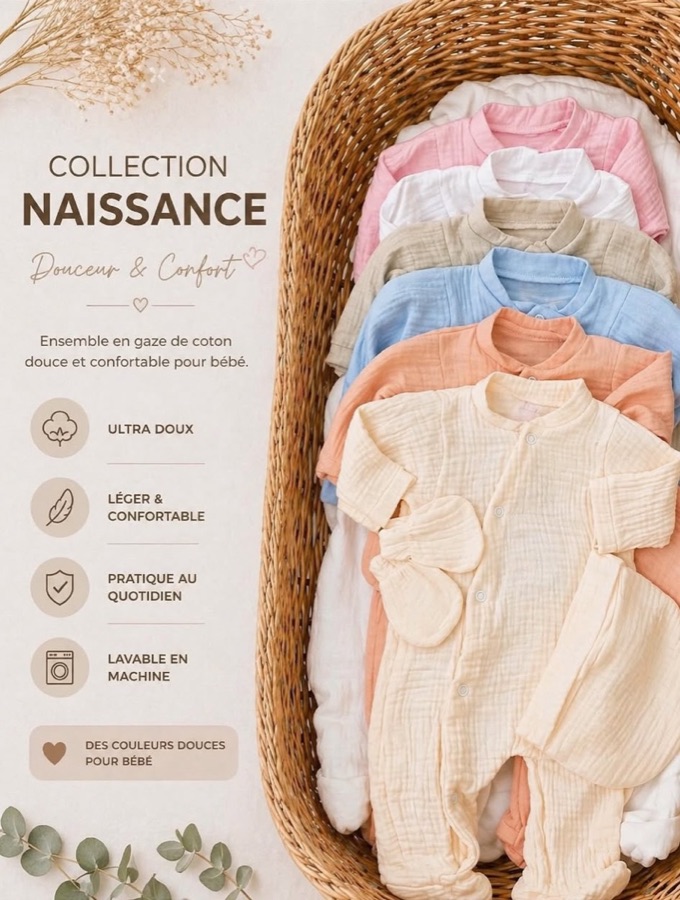 COLLECTION
NAISSANCE
Douceur & Confort
Ensemble en gaze de coton
douce et confortable pour bébé.
ULTRA DOUX
LÉGER &
CONFORTABLE
PRATIQUE AU
QUOTIDIEN
LAVABLE EN
MACHINE
DES COULEURS DOUCES
POUR BÉBÉ